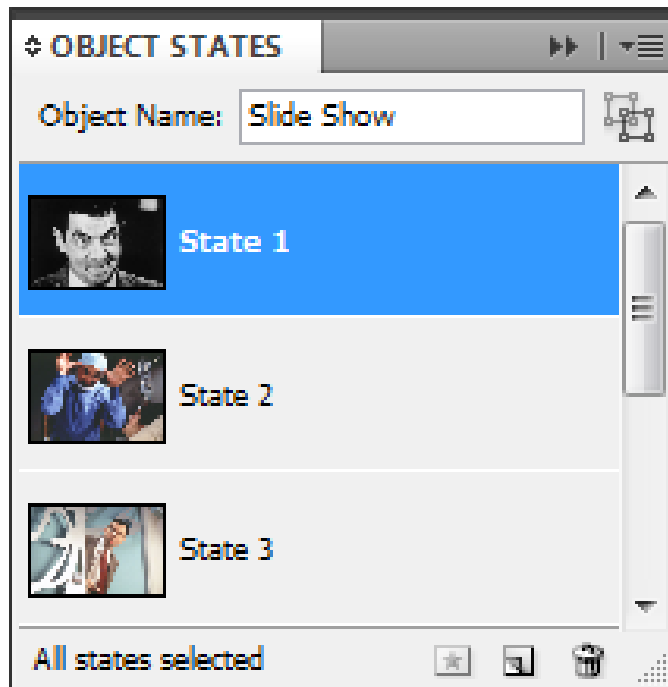 OBJECT STATES
Object Name: Slide Show
State 1
State 2
State 3
All states selected